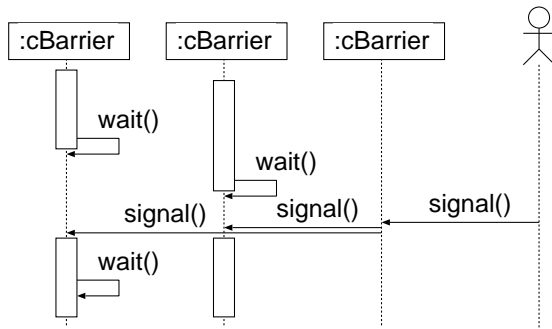 :cBarrier :cBarrier :cBarrier
wait()
wait()
signal() signal() signal()
wait()